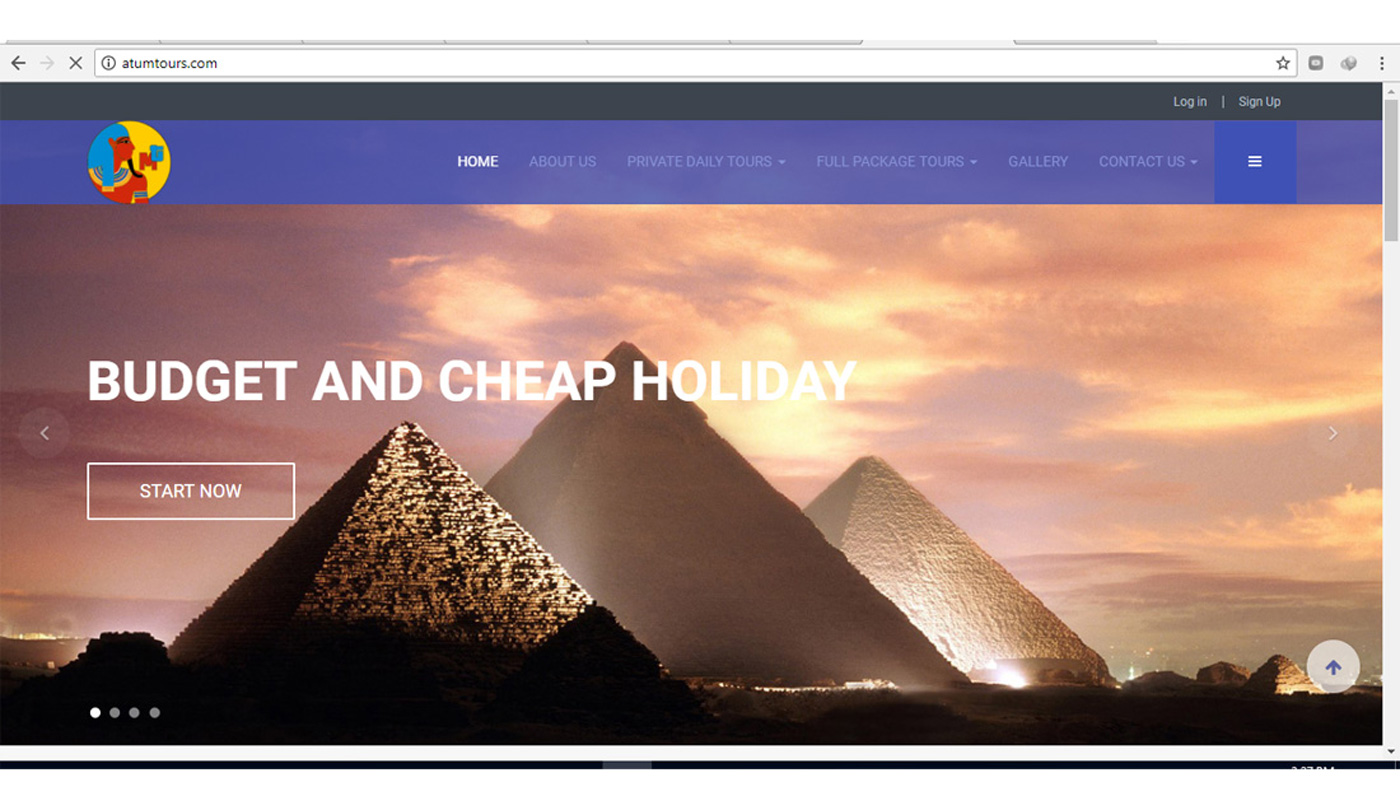 atumtours.com
Log in | Sign Up
HOME ABOUT US PRIVATE DAILY TOURS FULL PACKAGE TOURS GALLERY CONTACT US
BUDGET AND CHEAP HOLIDAY
START NOW